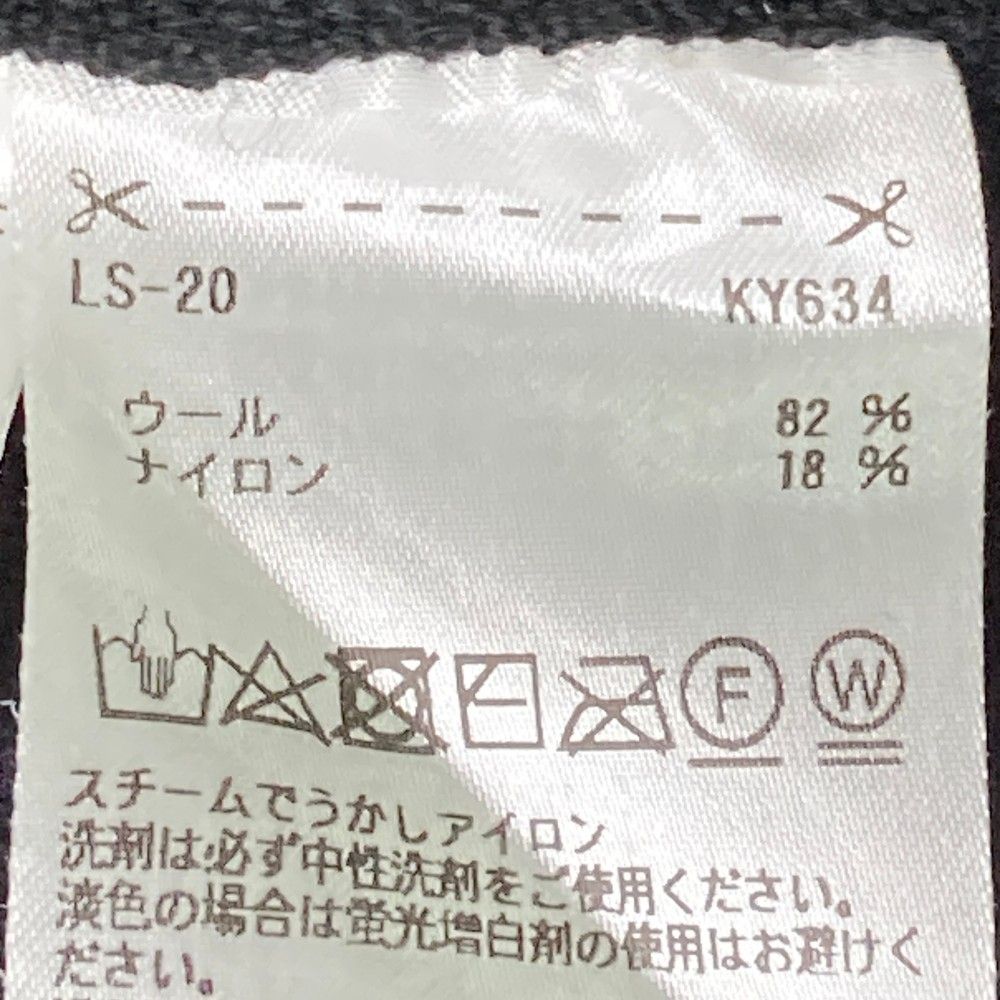 LS-20 KY634
ウール 82 %
ナイロン 18 %
F W
スチームでうかしアイロン
洗剤は必ず中性洗剤をご使用ください。
淡色の場合は蛍光増白剤の使用はお避けく
ださい。